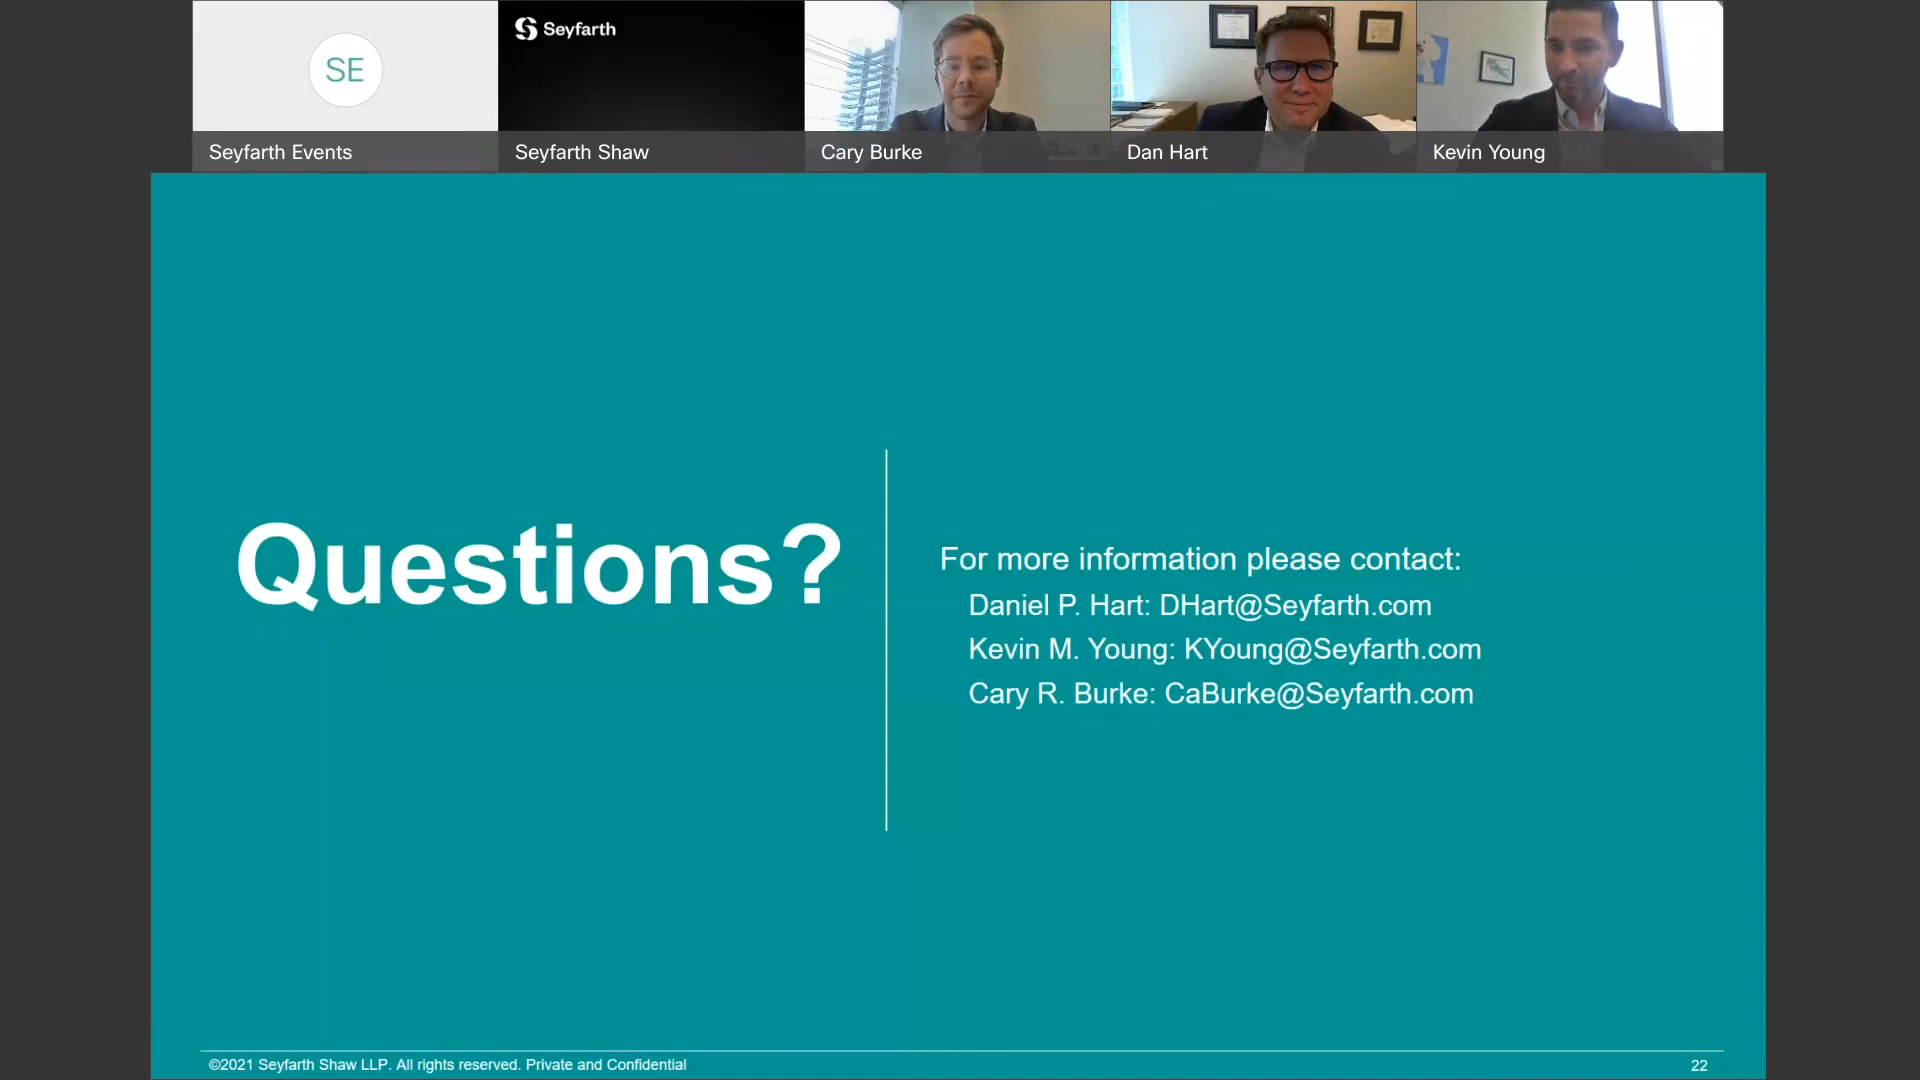 SE
Seyfarth
Seyfarth Events
Seyfarth Shaw
Cary Burke
Dan Hart
Kevin Young
Questions?
For more information please contact:
Daniel P. Hart: DHart@Seyfarth.com
Kevin M. Young: KYoung@Seyfarth.com
Cary R. Burke: CaBurke@Seyfarth.com
©2021 Seyfarth Shaw LLP. All rights reserved. Private and Confidential
22